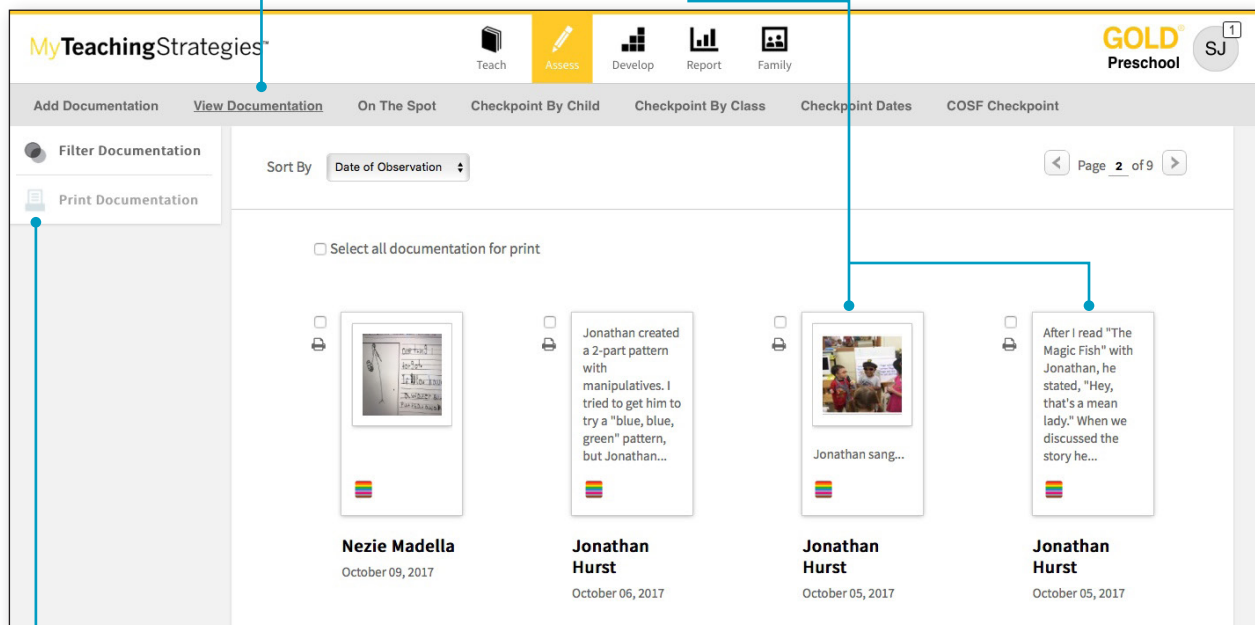 MyTeachingStrategies™
Teach
Assess
Develop
Report
Family
GOLD®
Preschool
SJ
1
Add Documentation
View Documentation
On The Spot
Checkpoint By Child
Checkpoint By Class
Checkpoint Dates
COSF Checkpoint
Filter Documentation
Print Documentation
Sort By
Date of Observation
Page 2 of 9
Select all documentation for print
Jonathan created
a 2-part pattern
with
manipulatives. I
tried to get him to
try a "blue, blue,
green" pattern,
but Jonathan...
Jonathan sang...
After I read "The
Magic Fish" with
Jonathan, he
stated, "Hey,
that's a mean
lady." When we
discussed the
story he...
Nezie Madella
October 09, 2017
Jonathan
Hurst
October 06, 2017
Jonathan
Hurst
October 05, 2017
Jonathan
Hurst
October 05, 2017